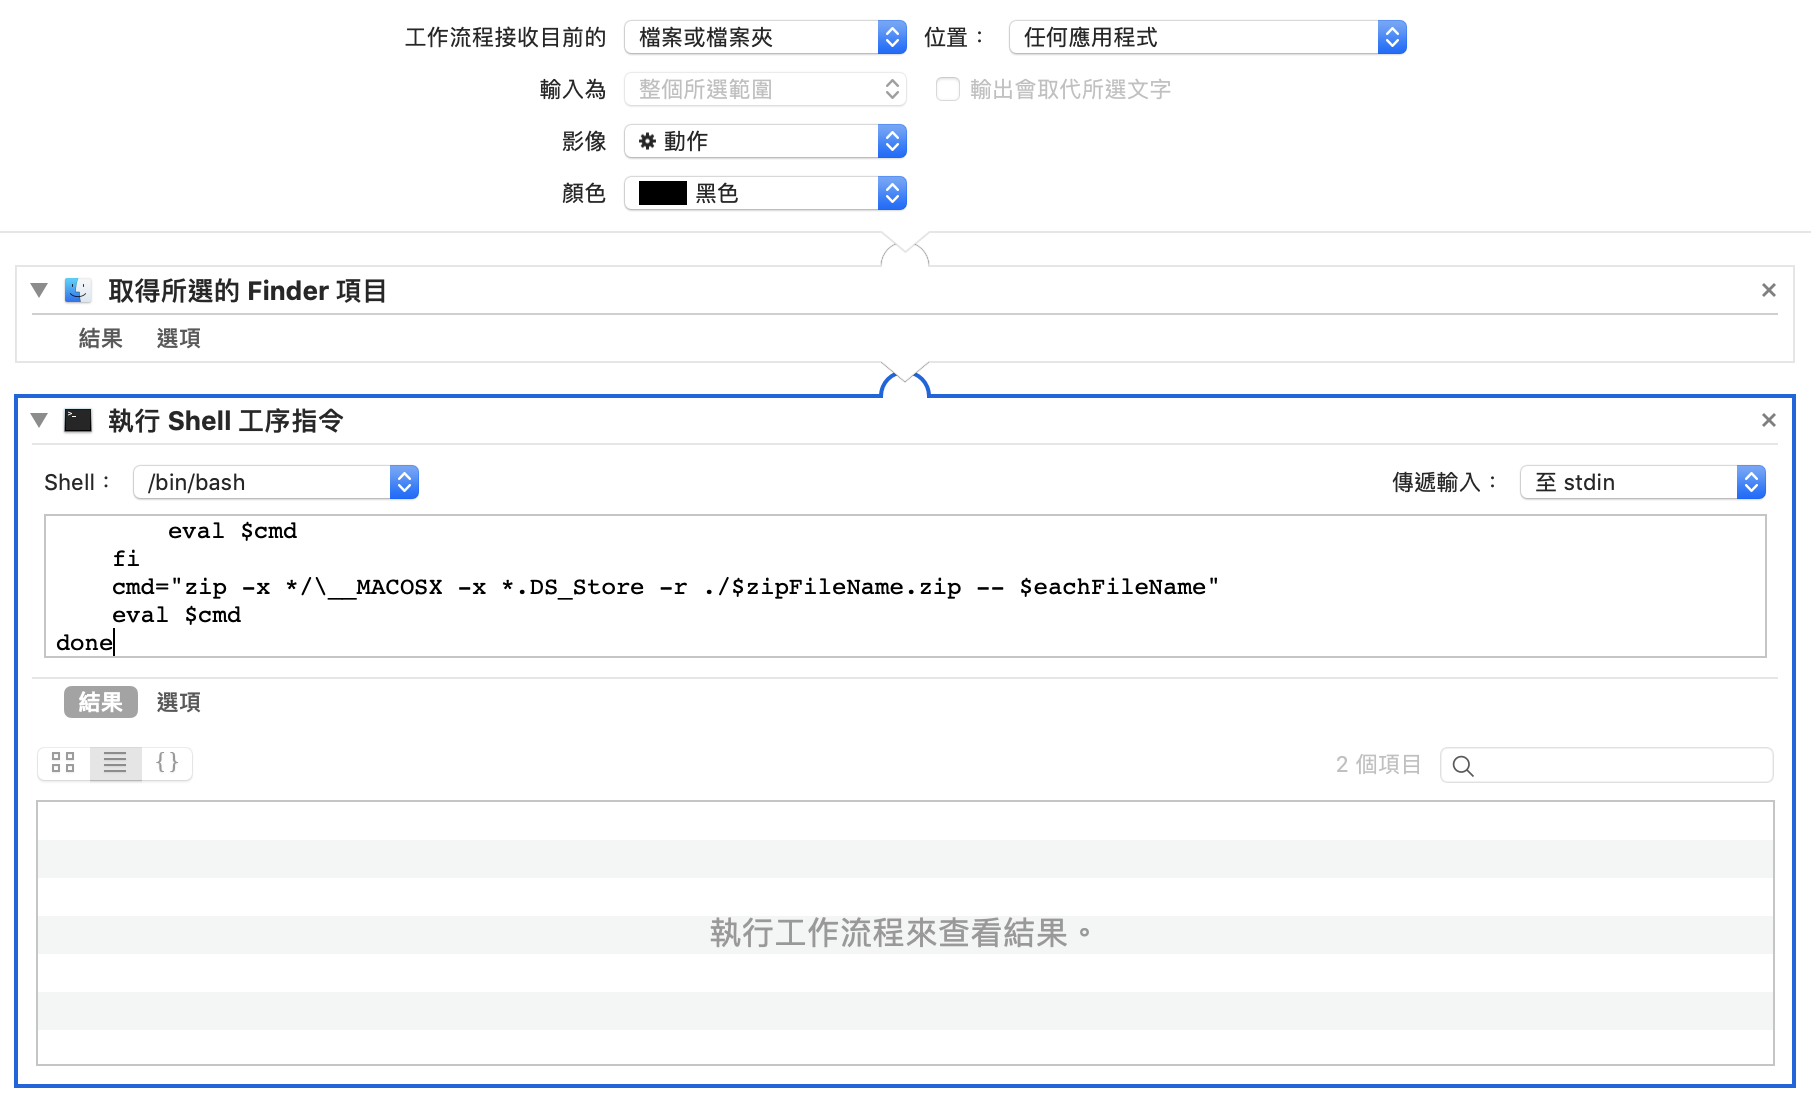 工作流程接收目前的 檔案或檔案夾 位置： 任何應用程式
輸入為 整個所選範圍 輸出會取代所選文字
影像 動作
顏色 黑色
取得所選的 Finder 項目
結果 選項
執行 Shell 工序指令
Shell： /bin/bash 傳遞輸入： 至 stdin
eval $cmd
fi
cmd="zip -x */\__MACOSX -x *.DS_Store -r ./$zipFileName.zip -- $eachFileName"
eval $cmd
done
結果 選項
{} 2 個項目
執行工作流程來查看結果。